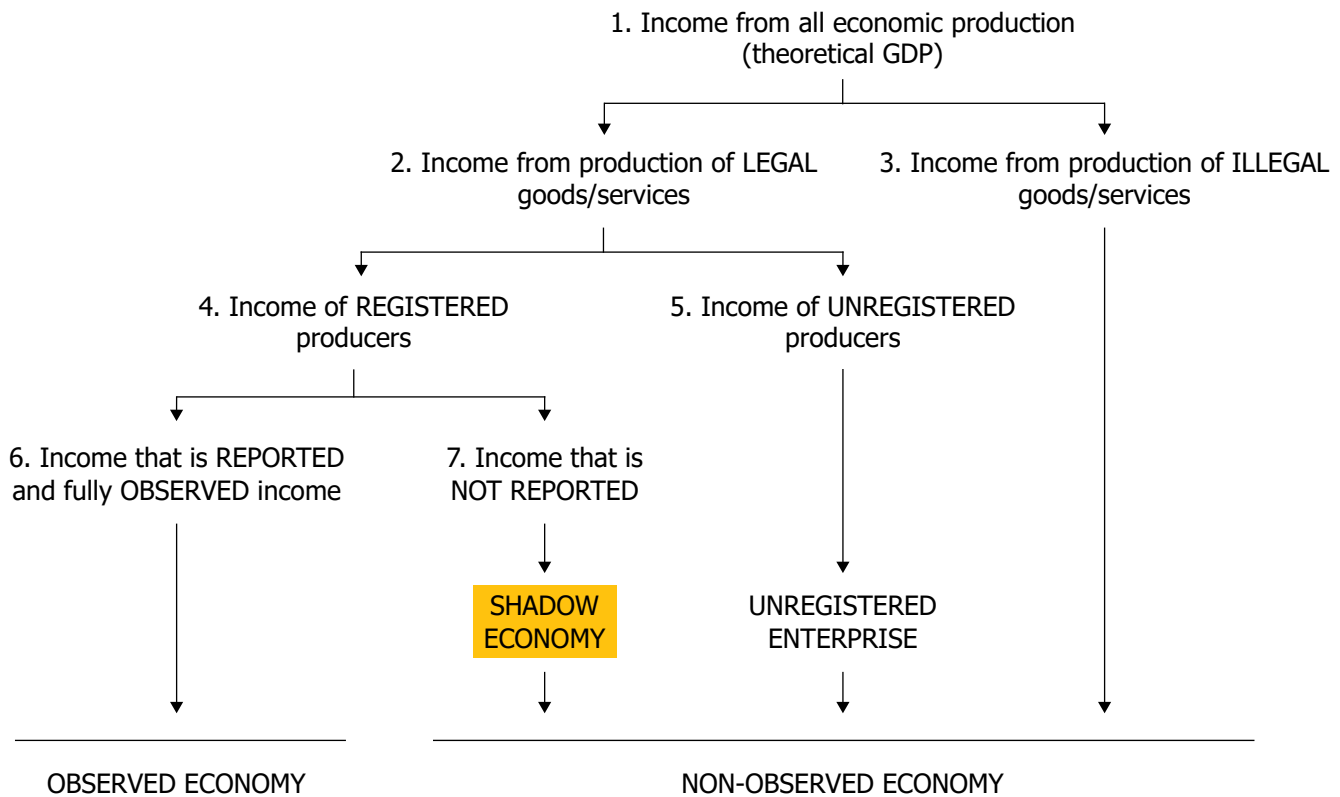 1. Income from all economic production
(theoretical GDP)
2. Income from production of LEGAL
goods/services
3. Income from production of ILLEGAL
goods/services
4. Income of REGISTERED
producers
5. Income of UNREGISTERED
producers
6. Income that is REPORTED
and fully OBSERVED income
7. Income that is
NOT REPORTED
SHADOW
ECONOMY
UNREGISTERED
ENTERPRISE
OBSERVED ECONOMY
NON-OBSERVED ECONOMY